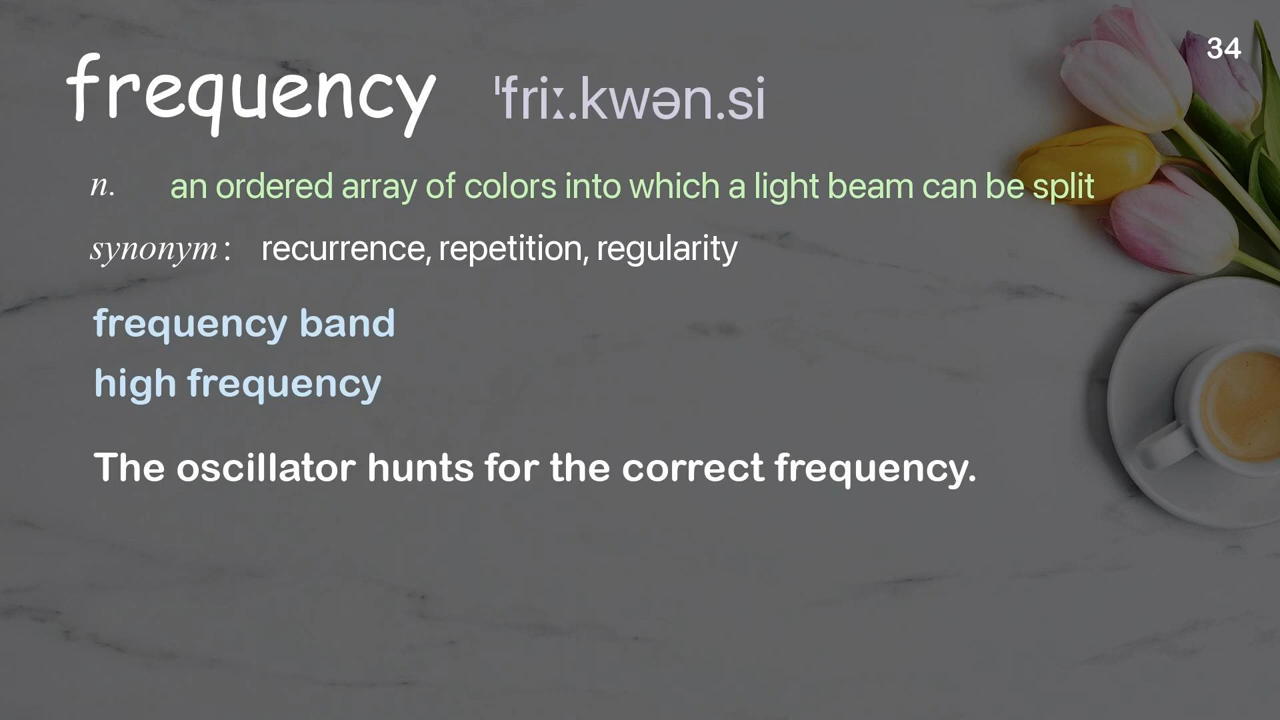 34
frequency ˈfriː.kwən.si
n. an ordered array of colors into which a light beam can be split
synonym: recurrence, repetition, regularity
frequency band
high frequency
The oscillator hunts for the correct frequency.